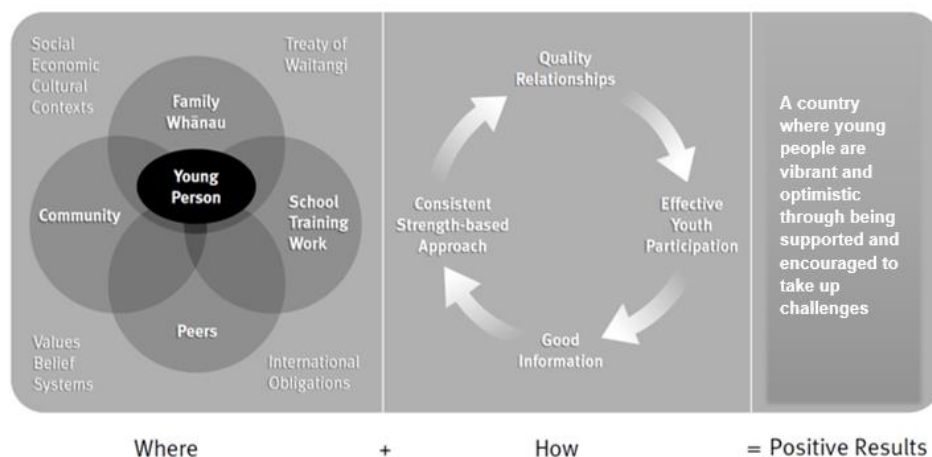 Social
Economic
Cultural
Contexts
Treaty of
Waitangi
Family
Whānau
Young
Person
Community
School
Training
Work
Peers
Values
Belief
Systems
International
Obligations
Quality
Relationships
Effective
Youth
Participation
Good
Information
Consistent
Strength-based
Approach
A country
where young
people are
vibrant and
optimistic
through being
supported and
encouraged to
take up
challenges
Where + How = Positive Results